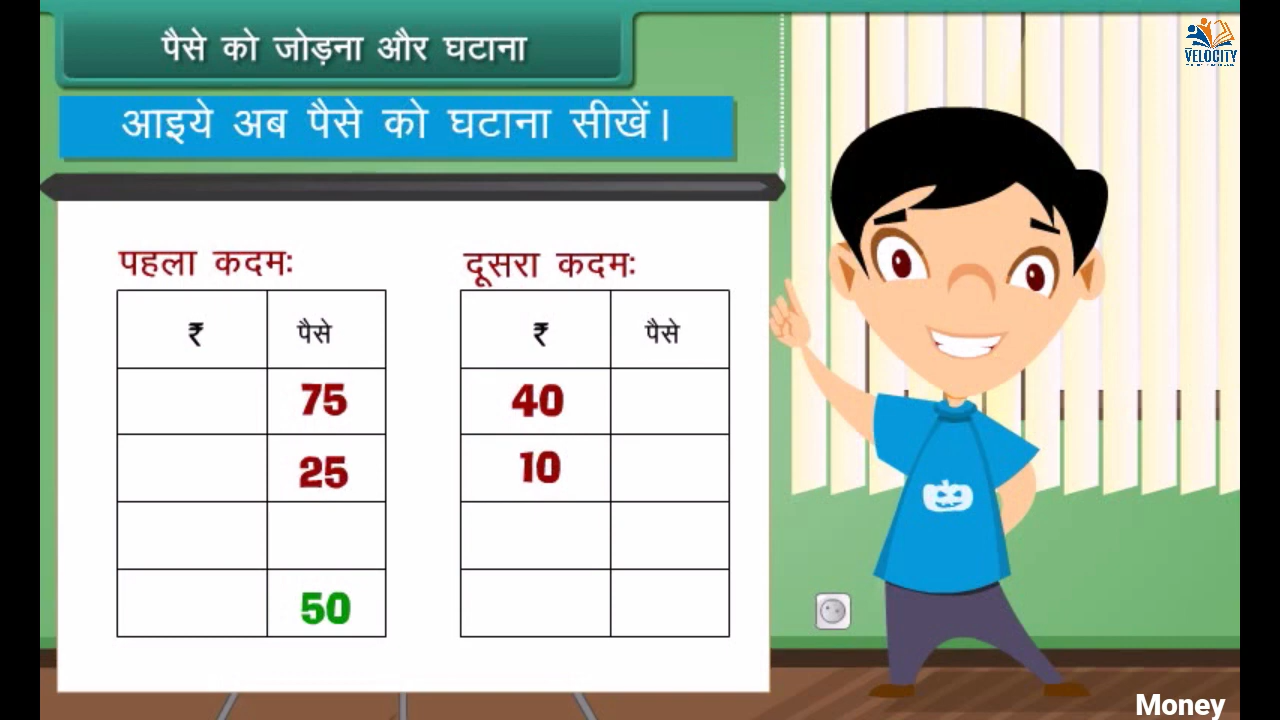 पैसे को जोड़ना और घटाना
VELOCITY
आइये अब पैसे को घटाना सीखें।
पहला कदमः
₹ पैसे
75
25
50
दूसरा कदमः
₹ पैसे
40
10
Money